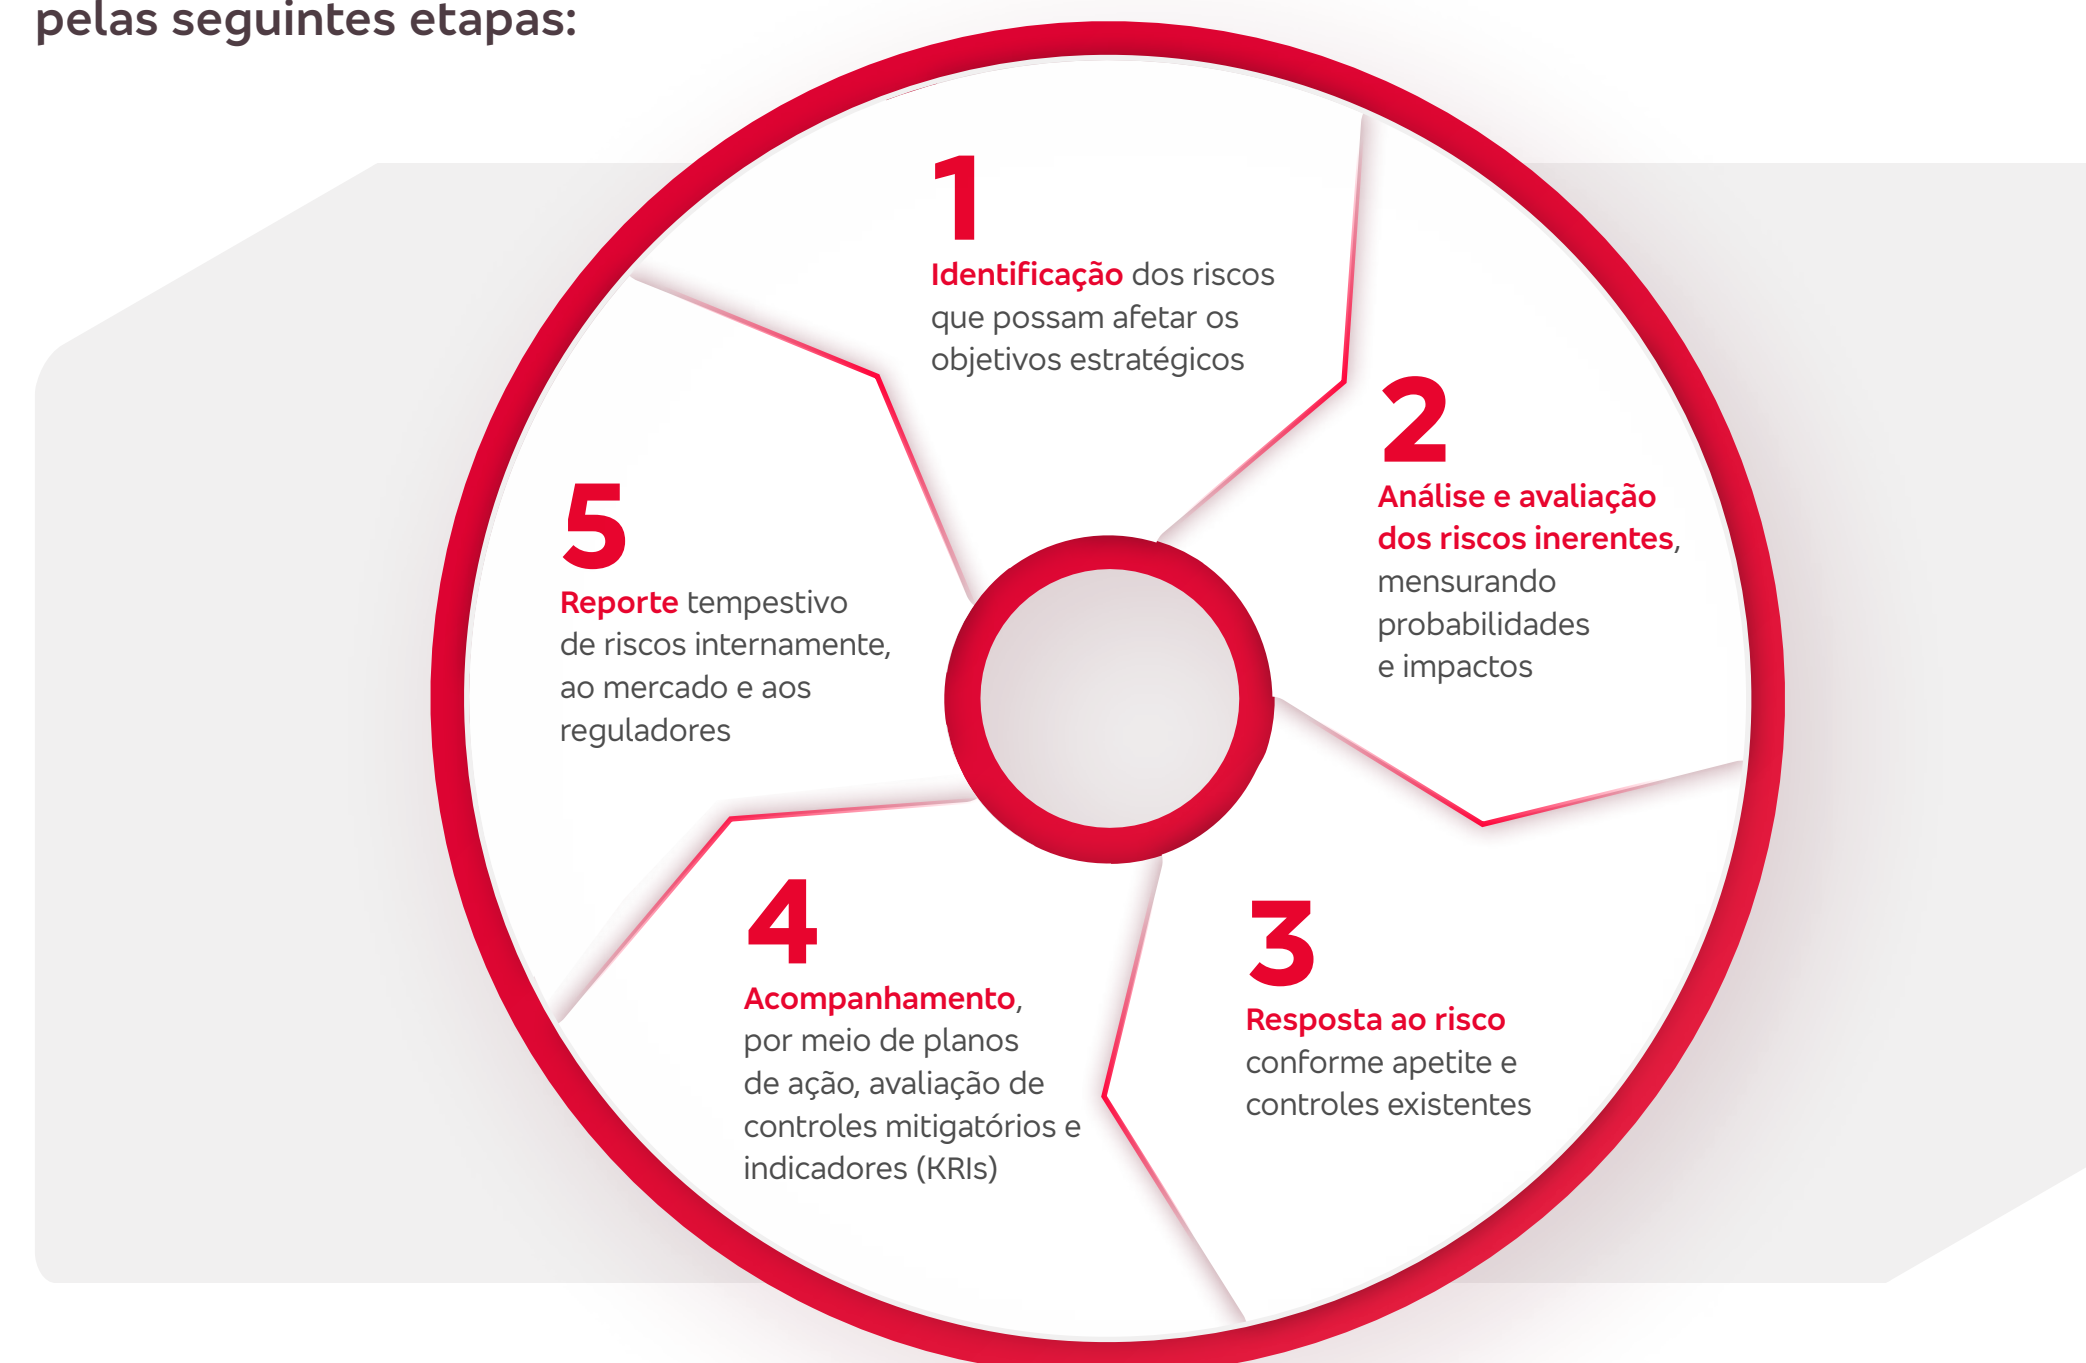 pelas seguintes etapas:
1
Identificação dos riscos
que possam afetar os
objetivos estratégicos
2
Análise e avaliação
dos riscos inerentes,
mensurando
probabilidades
e impactos
3
Resposta ao risco
conforme apetite e
controles existentes
4
Acompanhamento,
por meio de planos
de ação, avaliação de
controles mitigatórios e
indicadores (KRIs)
5
Reporte tempestivo
de riscos internamente,
ao mercado e aos
reguladores